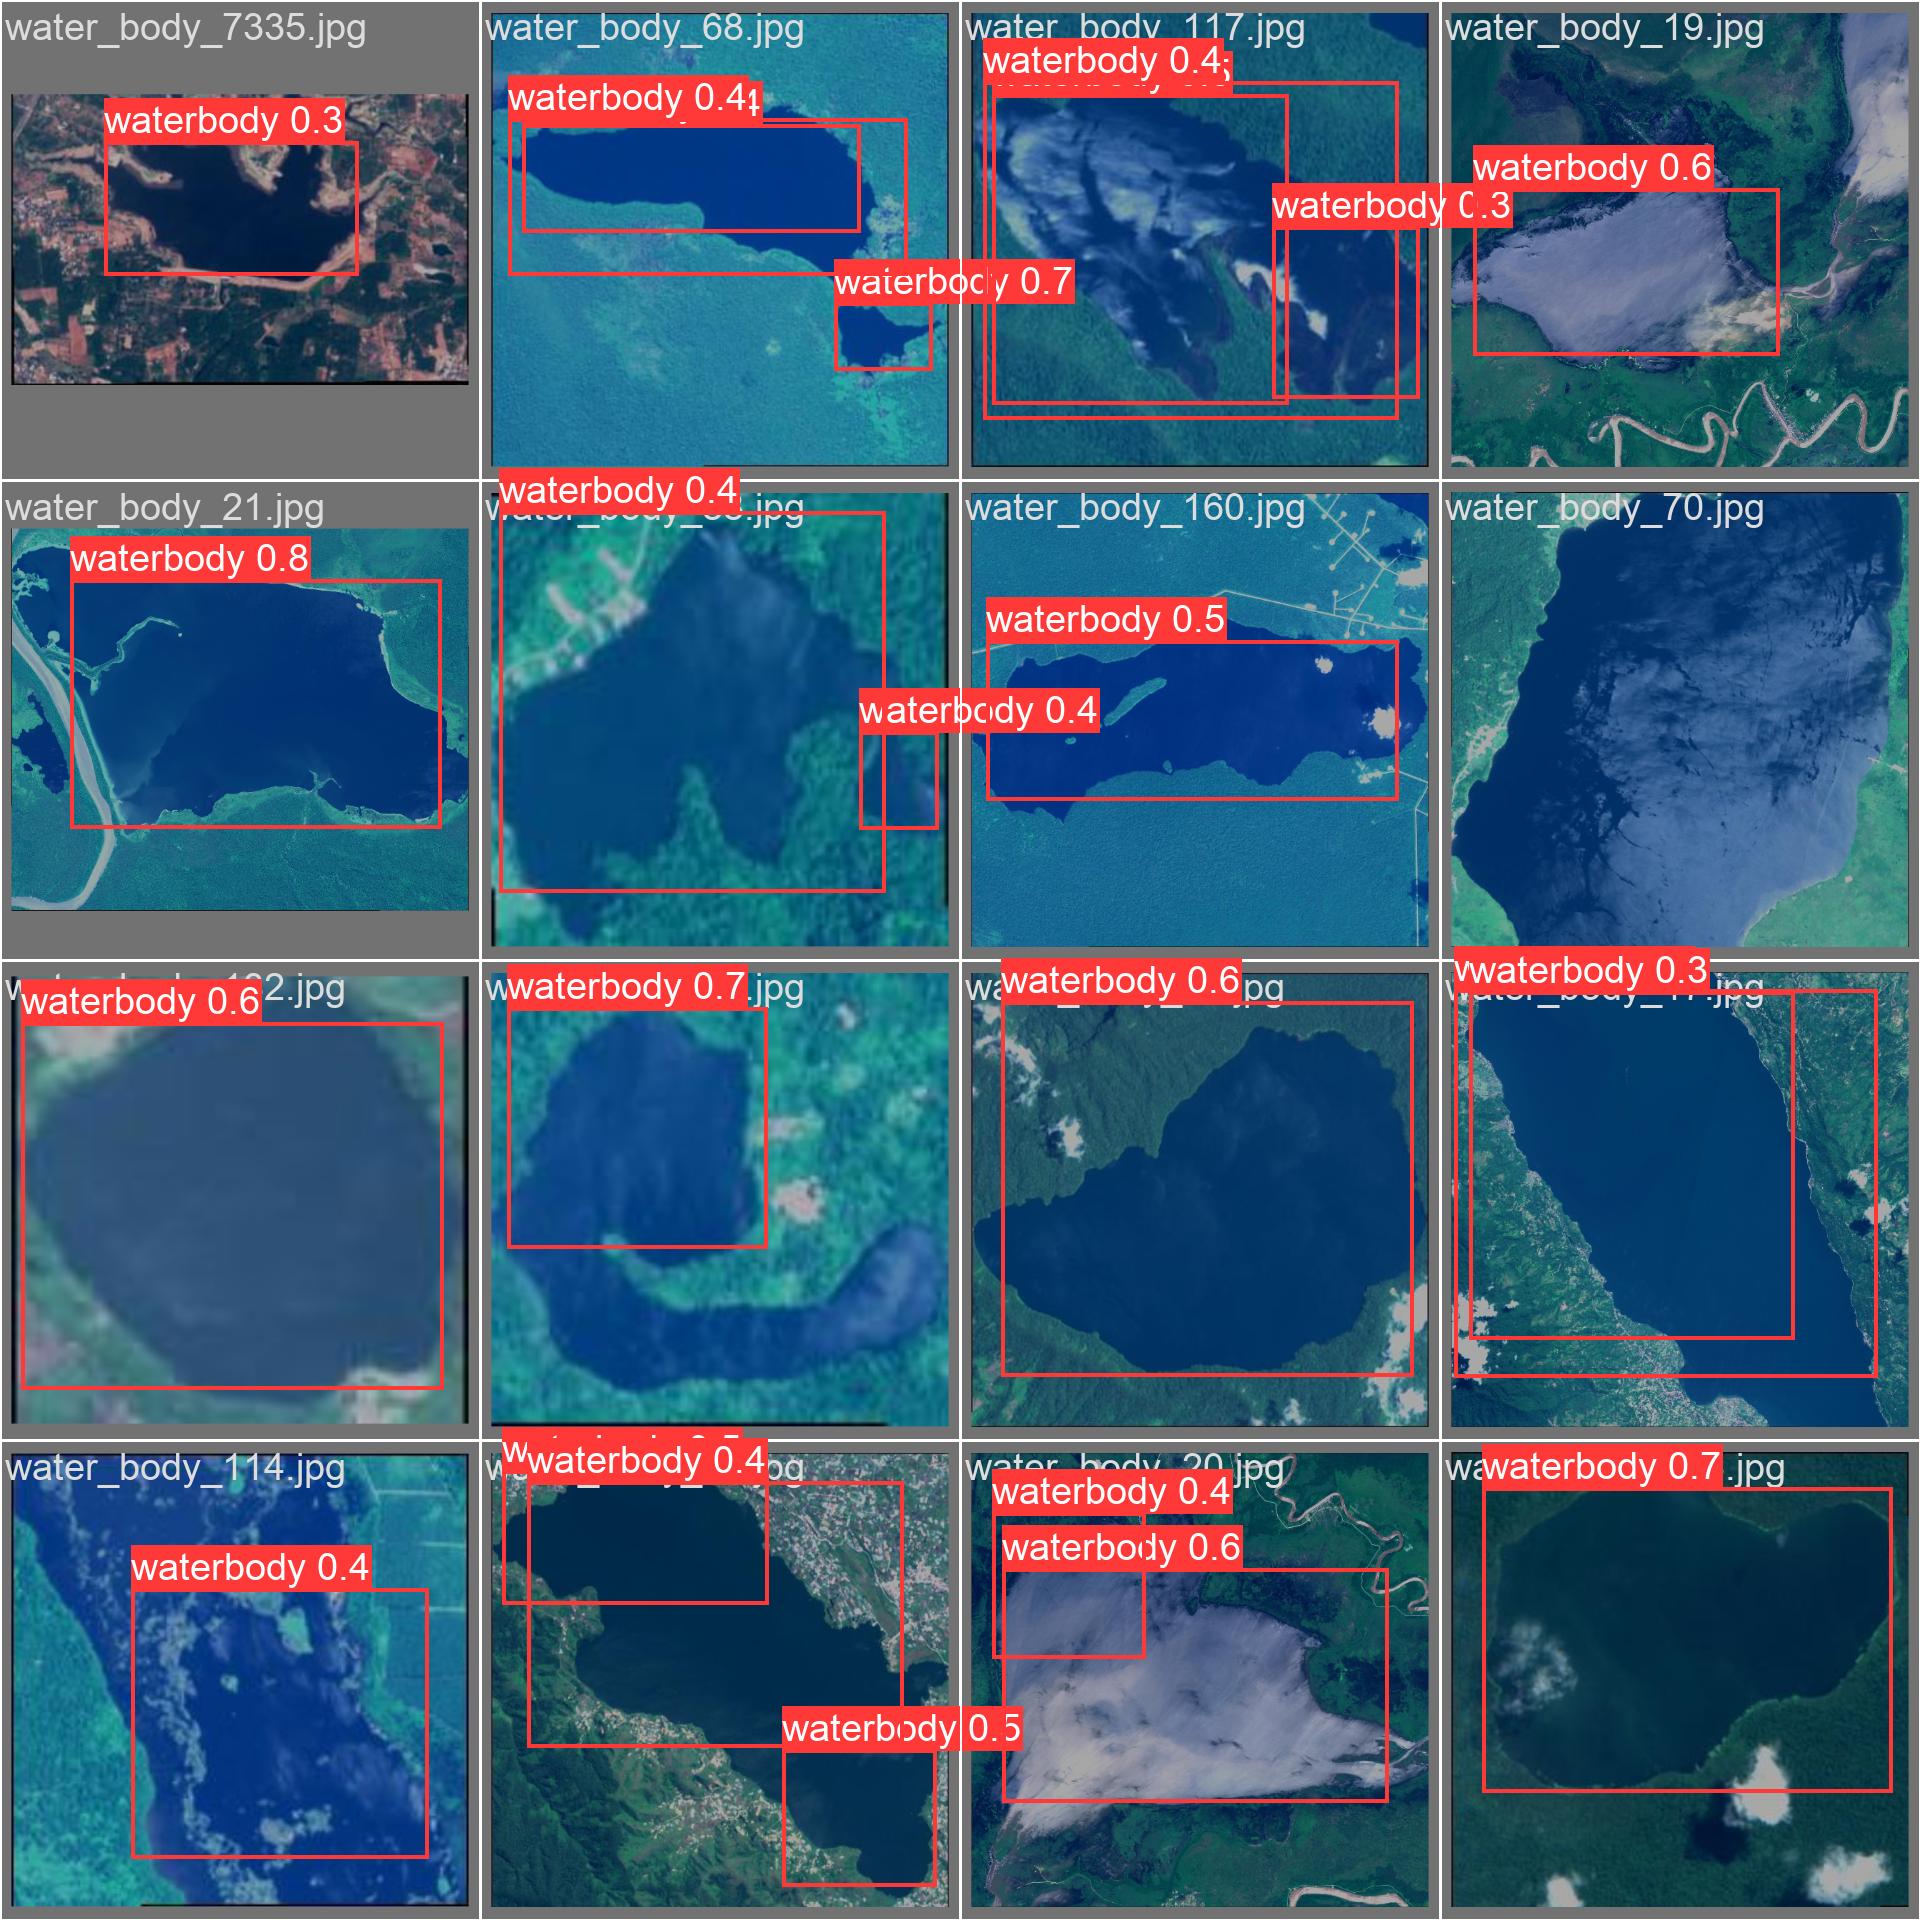 water_body_7335.jpg
waterbody 0.3
water_body_68.jpg
waterbody 0.4
waterbody 0.7
water_body_117.jpg
waterbody 0.4
waterbody 0.3
water_body_19.jpg
waterbody 0.6
water_body_21.jpg
waterbody 0.8
waterbody 0.4
waterbody 0.4
water_body_160.jpg
waterbody 0.5
water_body_70.jpg
waterbody 0.6
2.jpg
waterbody 0.7
.jpg
waterbody 0.6
jpg
waterbody 0.3
.jpg
water_body_114.jpg
waterbody 0.4
waterbody 0.4
waterbody 0.5
water_body_20.jpg
waterbody 0.4
waterbody 0.6
waterbody 0.7
.jpg